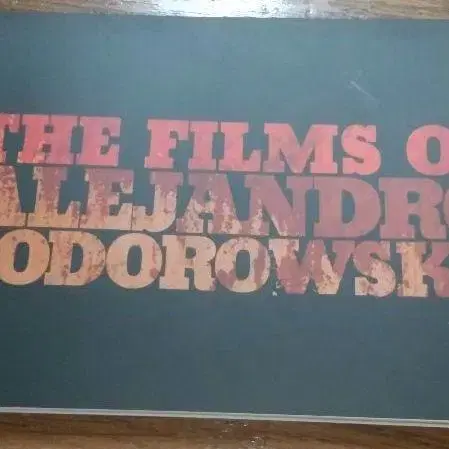 THE FILMS O
ALEJANDRO
ODOROWSK